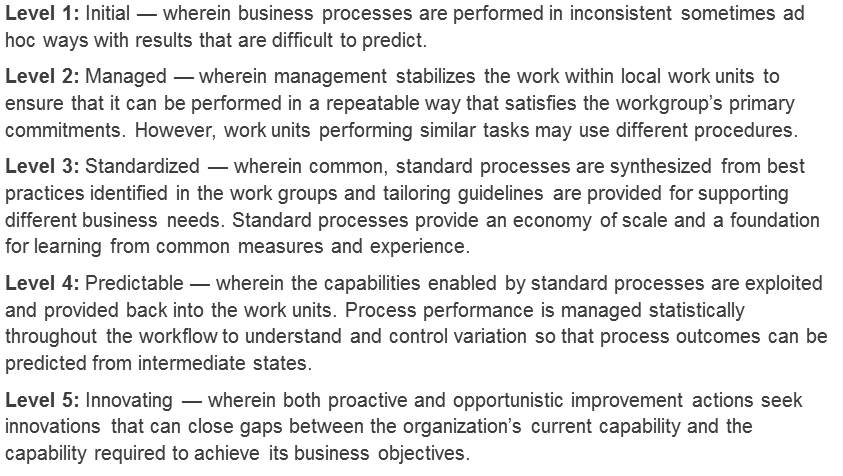 Level 1: Initial — wherein business processes are performed in inconsistent sometimes ad
hoc ways with results that are difficult to predict.
Level 2: Managed — wherein management stabilizes the work within local work units to
ensure that it can be performed in a repeatable way that satisfies the workgroup’s primary
commitments. However, work units performing similar tasks may use different procedures.
Level 3: Standardized — wherein common, standard processes are synthesized from best
practices identified in the work groups and tailoring guidelines are provided for supporting
different business needs. Standard processes provide an economy of scale and a foundation
for learning from common measures and experience.
Level 4: Predictable — wherein the capabilities enabled by standard processes are exploited
and provided back into the work units. Process performance is managed statistically
throughout the workflow to understand and control variation so that process outcomes can be
predicted from intermediate states.
Level 5: Innovating — wherein both proactive and opportunistic improvement actions seek
innovations that can close gaps between the organization’s current capability and the
capability required to achieve its business objectives.